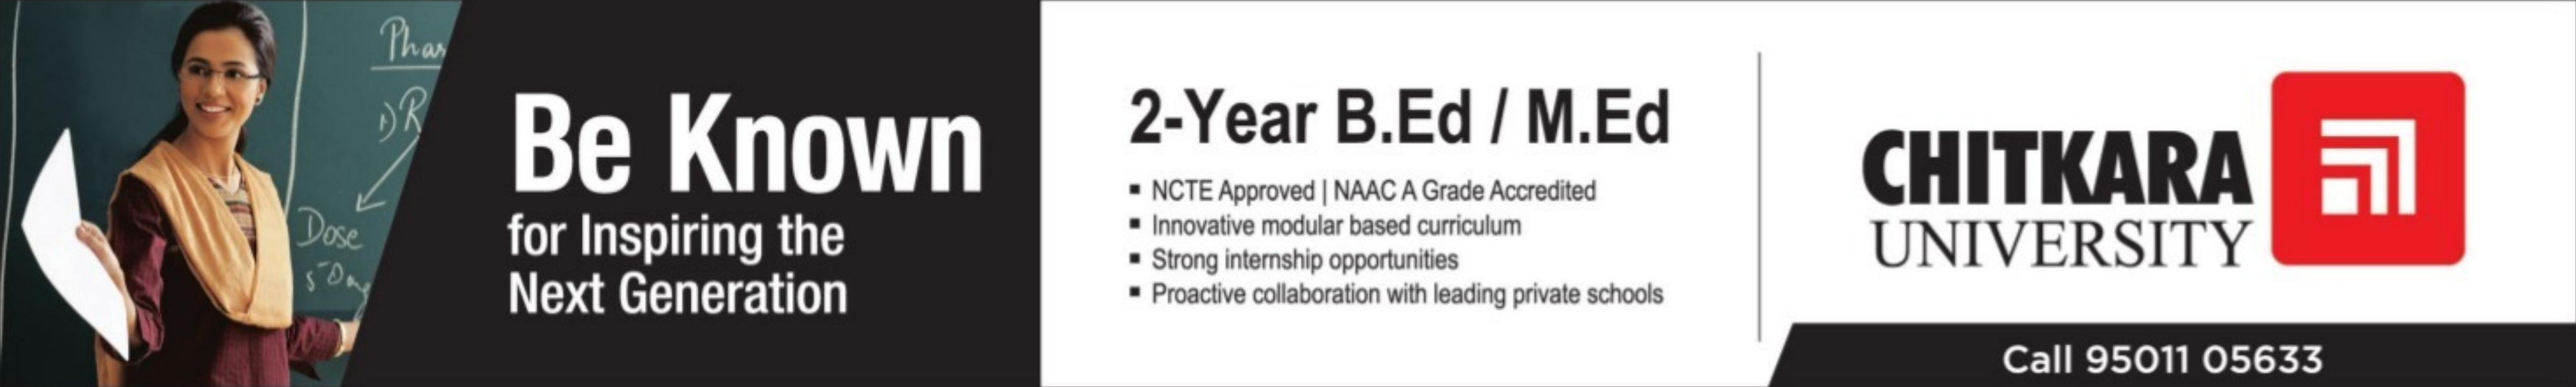 Phar
1) R
Dose
5 Day
Be Known
for Inspiring the
Next Generation
2-Year B.Ed / M.Ed
▪ NCTE Approved | NAAC A Grade Accredited
▪ Innovative modular based curriculum
▪ Strong internship opportunities
▪ Proactive collaboration with leading private schools
CHITKARA
UNIVERSITY
Call 95011 05633